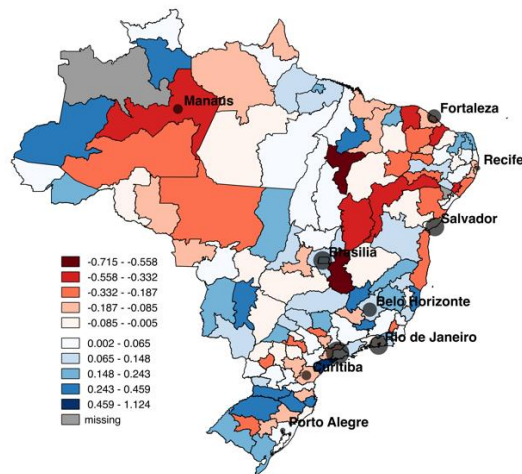 Manaus
Fortaleza
Recife
Salvador
Brasilia
Belo Horizonte
Rio de Janeiro
Curitiba
Porto Alegre
-0.715 - -0.558
-0.558 - -0.332
-0.332 - -0.187
-0.187 - -0.085
-0.085 - -0.005
0.002 - 0.065
0.065 - 0.148
0.148 - 0.243
0.243 - 0.459
0.459 - 1.124
missing